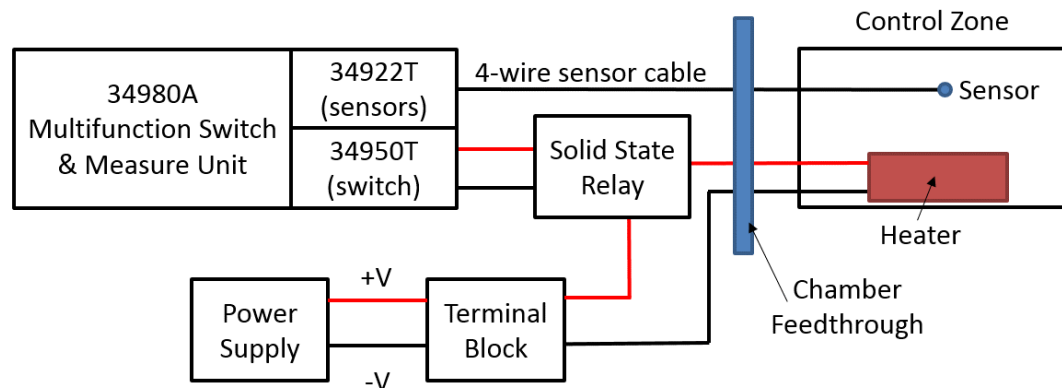 34980A
Multifunction Switch
& Measure Unit
34922T
(sensors)
34950T
(switch)
4-wire sensor cable
Solid State
Relay
Control Zone
Sensor
Heater
Chamber
Feedthrough
+V
Power
Supply
Terminal
Block
-V